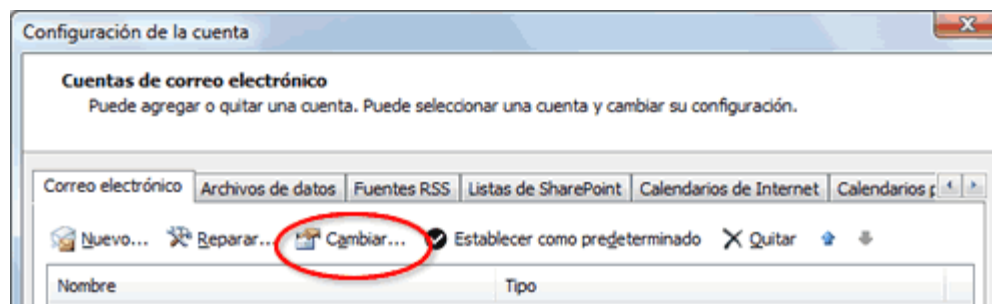 Configuración de la cuenta
Cuentas de correo electrónico
Puede agregar o quitar una cuenta. Puede seleccionar una cuenta y cambiar su configuración.
Correo electrónico Archivos de datos Fuentes RSS Listas de SharePoint Calendarios de Internet Calendarios
Nuevo... Reparar... Cambiar... Establecer como predeterminado Quitar
Nombre Tipo